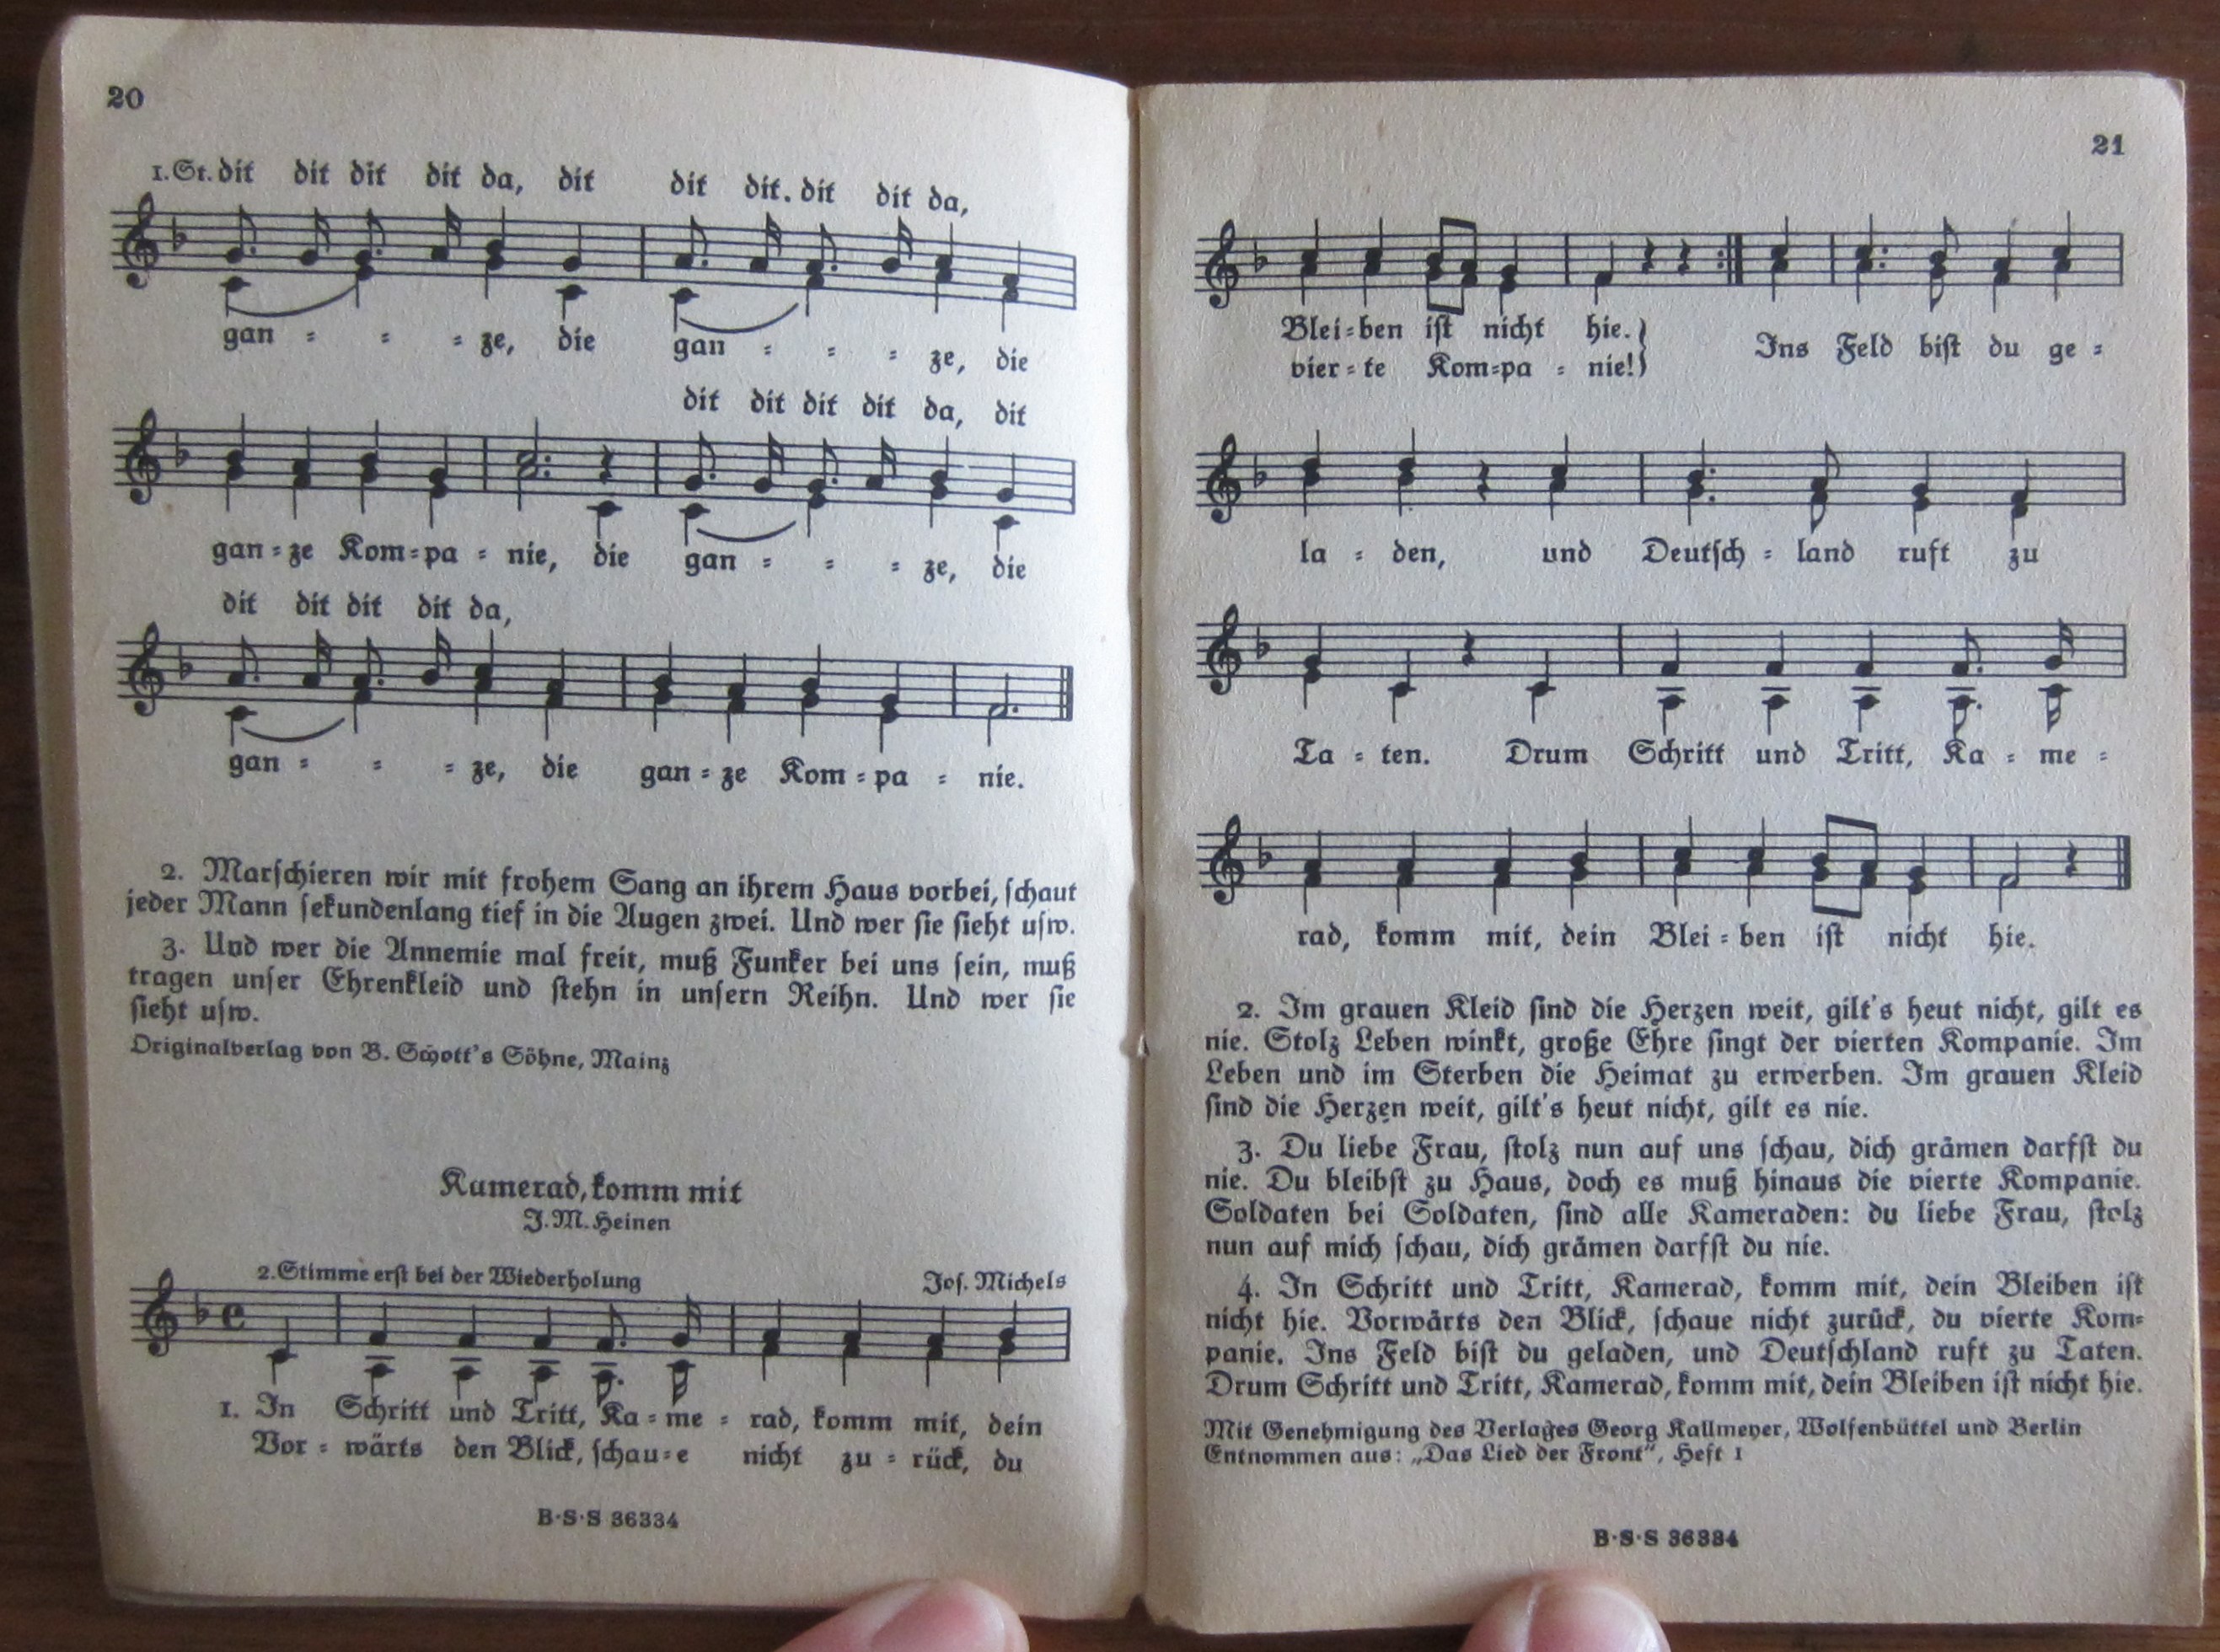 20
1.St. dit dit dit dit da, dit dit dit. dit dit da,
gan = = = ze, die gan = = = ze, die
dit dit dit dit da, dit
gan = ze Kom = pa = nie, die gan = = = ze, die
dit dit dit dit da,
gan = = = ze, die gan = ze Kom = pa = nie.
2. Marſchieren wir mit frohem Sang an ihrem Haus vorbei, ſchaut
jeder Mann ſekundenlang tief in die Augen zwei. Und wer ſie ſieht uſw.
3. Und wer die Annemie mal freit, muß Funker bei uns ſein, muß
tragen unſer Ehrenkleid und ſtehn in unſern Reihn. Und wer ſie
ſieht uſw.
Originalverlag von B. Schott's Söhne, Mainz
Kamerad, komm mit
J. M. Heinen
2. Stimme erſt bei der Wiederholung
Joſ. Michels
1. In Schritt und Tritt, Ka = me = rad, komm mit, dein
Vor = wärts den Blick, ſchau = e nicht zu = rück, du
B·S·S 36334
21
Blei = ben iſt nicht hie. } Ins Feld biſt du ge =
vier = te Kom = pa = nie! }
la = den, und Deutſch = land ruft zu
Ta = ten. Drum Schritt und Tritt, Ka = me =
rad, komm mit, dein Blei = ben iſt nicht hie.
2. Im grauen Kleid ſind die Herzen weit, gilt's heut nicht, gilt es
nie. Stolz Leben winkt, große Ehre ſingt der vierten Kompanie. Im
Leben und im Sterben die Heimat zu erwerben. Im grauen Kleid
ſind die Herzen weit, gilt's heut nicht, gilt es nie.
3. Du liebe Frau, ſtolz nun auf uns ſchau, dich grämen darfſt du
nie. Du bleibſt zu Haus, doch es muß hinaus die vierte Kompanie.
Soldaten bei Soldaten, ſind alle Kameraden: du liebe Frau, ſtolz
nun auf mich ſchau, dich grämen darfſt du nie.
4. In Schritt und Tritt, Kamerad, komm mit, dein Bleiben iſt
nicht hie. Vorwärts den Blick, ſchaue nicht zurück, du vierte Kom=
panie. Ins Feld biſt du geladen, und Deutſchland ruft zu Taten.
Drum Schritt und Tritt, Kamerad, komm mit, dein Bleiben iſt nicht hie.
Mit Genehmigung des Verlages Georg Kallmeyer, Wolfenbüttel und Berlin
Entnommen aus: „Das Lied der Front“, Heft 1
B·S·S 36334